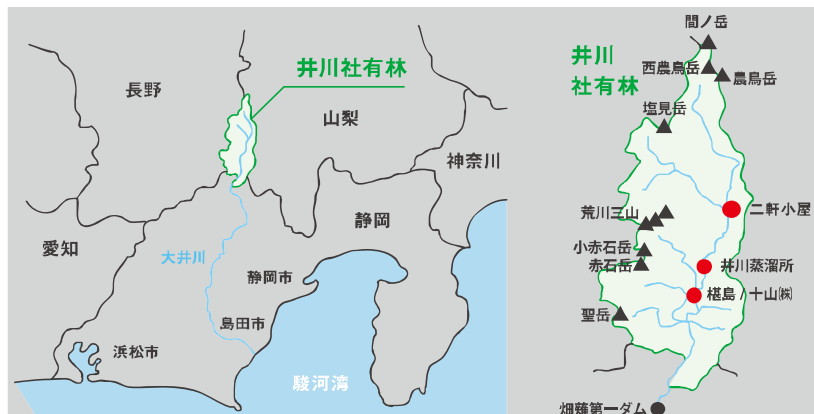 井川社有林
長野
山梨
神奈川
静岡
愛知
大井川
静岡市
島田市
浜松市
駿河湾
井川
社有林
間ノ岳
西農鳥岳
農鳥岳
塩見岳
荒川三山
二軒小屋
小赤石岳
赤石岳
井川蒸溜所
椹島 / 十山㈱
聖岳
畑薙第一ダム